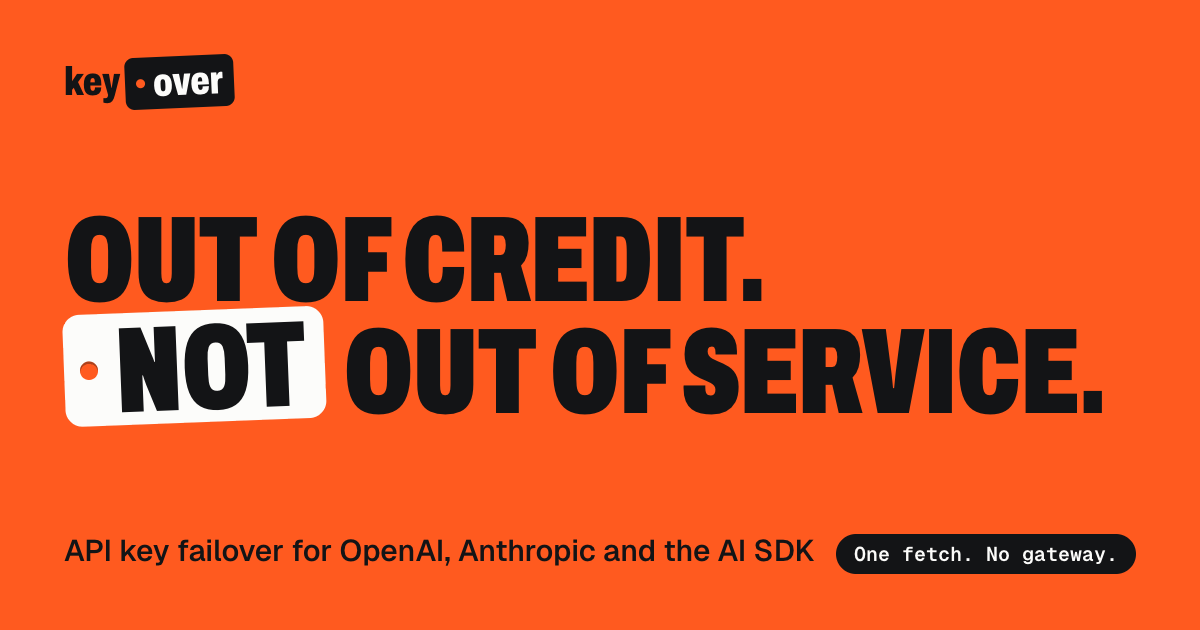 key over
OUT OF CREDIT.
NOT OUT OF SERVICE.
API key failover for OpenAI, Anthropic and the AI SDK One fetch. No gateway.